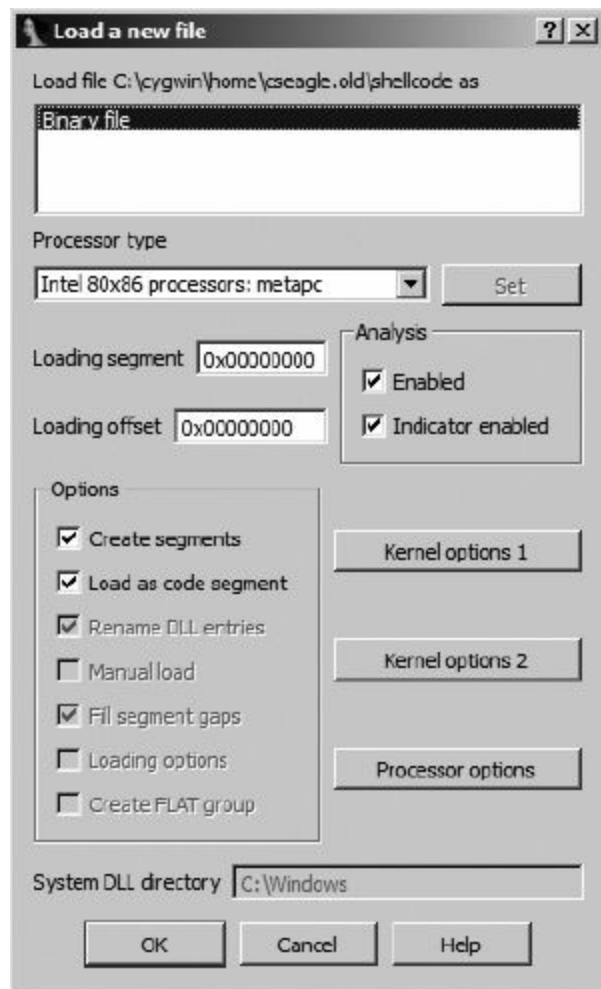 Load a new file
Load file C:\cygwin\home\cseagle.old\shellcode as
Binary file
Processor type
Intel 80x86 processors: metapc
Set
Loading segment 0x00000000
Loading offset 0x00000000
Analysis
Enabled
Indicator enabled
Options
Create segments
Load as code segment
Rename DLL entries
Manual load
Fill segment gaps
Loading options
Create FLAT group
Kernel options 1
Kernel options 2
Processor options
System DLL directory C:\Windows
OK Cancel Help